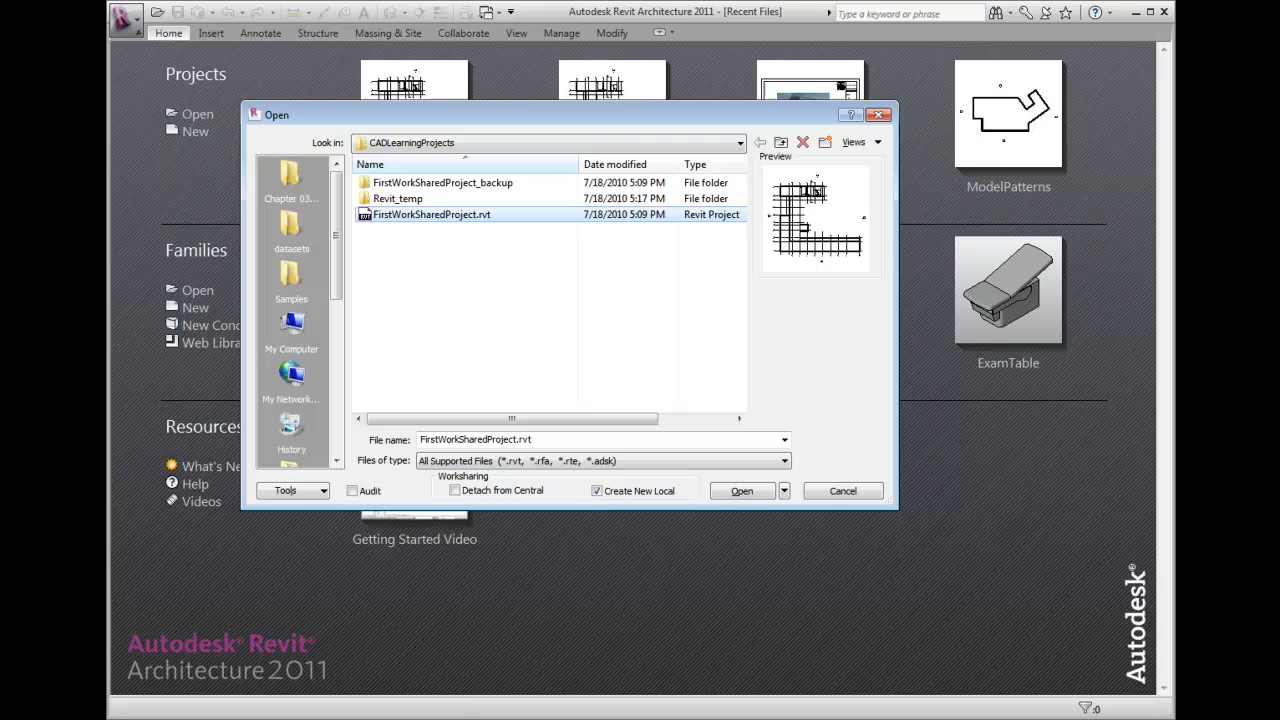 Autodesk Revit Architecture 2011 - [Recent Files]
Type a keyword or phrase
Home Insert Annotate Structure Massing & Site Collaborate View Manage Modify
Projects
Open
New
ModelPatterns
Families
Open
New
New Conc
Web Libra
ExamTable
Resources
What's Ne
Help
Videos
Getting Started Video
Open
Look in: CADLearningProjects
Views
Name Date modified Type
FirstWorkSharedProject_backup 7/18/2010 5:09 PM File folder
Revit_temp 7/18/2010 5:17 PM File folder
FirstWorkSharedProject.rvt 7/18/2010 5:09 PM Revit Project
Preview
Chapter 03...
datasets
Samples
My Computer
My Network...
History
File name: FirstWorkSharedProject.rvt
Files of type: All Supported Files (*.rvt, *.rfa, *.rte, *.adsk)
Worksharing
Tools Audit Detach from Central Create New Local Open Cancel
Autodesk® Revit®
Architecture 2011
Autodesk®
:0